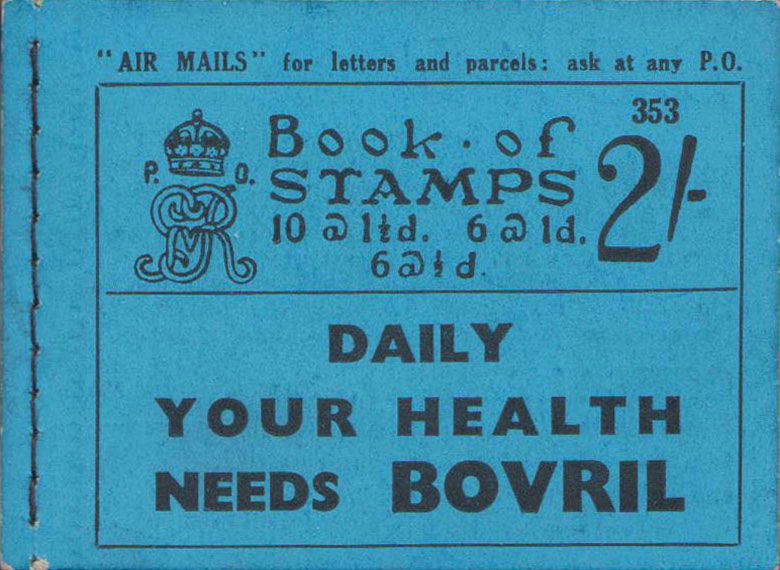 "AIR MAILS" for letters and parcels: ask at any P.O.
353
Book · of
STAMPS
2/-
P. O.
10 @ 1½d. 6 @ 1d.
6 @ ½d.
DAILY
YOUR HEALTH
NEEDS BOVRIL